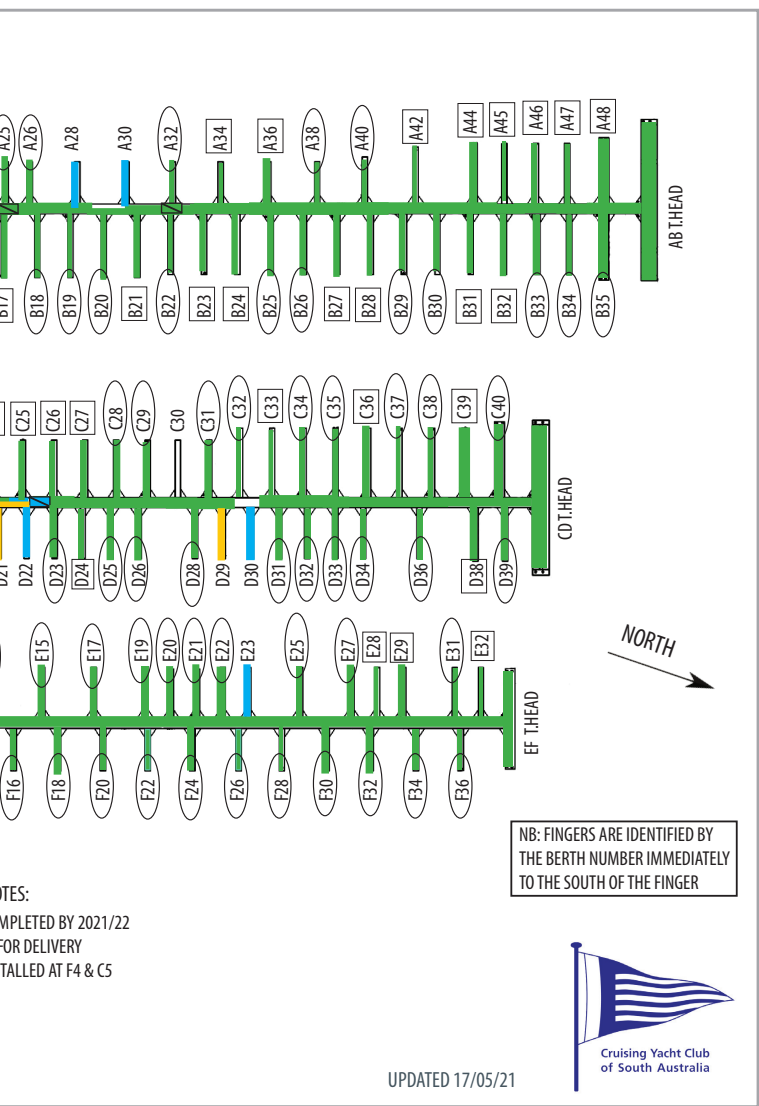 A25 A26 A28 A30 A32 A34 A36 A38 A40 A42 A44 A45 A46 A47 A48
AB T.HEAD
B17 B18 B19 B20 B21 B22 B23 B24 B25 B26 B27 B28 B29 B30 B31 B32 B33 B34 B35
C25 C26 C27 C28 C29 C30 C31 C32 C33 C34 C35 C36 C37 C38 C39 C40
CD T.HEAD
D21 D22 D23 D24 D25 D26 D28 D29 D30 D31 D32 D33 D34 D36 D38 D39
E15 E17 E19 E20 E21 E22 E23 E25 E27 E28 E29 E31 E32
NORTH
EF T.HEAD
F16 F18 F20 F22 F24 F26 F28 F30 F32 F34 F36
NB: FINGERS ARE IDENTIFIED BY
THE BERTH NUMBER IMMEDIATELY
TO THE SOUTH OF THE FINGER
OTES:
MPLETED BY 2021/22
FOR DELIVERY
TALLED AT F4 & C5
Cruising Yacht Club
of South Australia
UPDATED 17/05/21